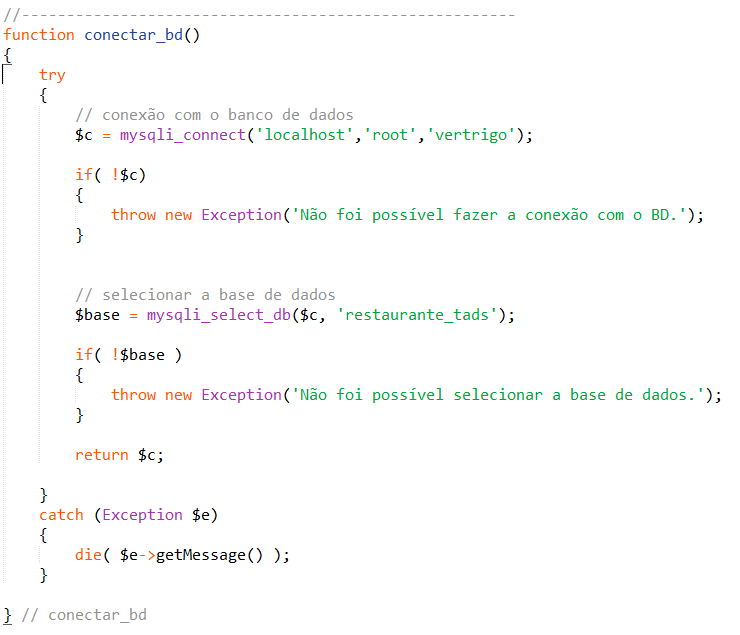 //-------------------------------------------------------
function conectar_bd()
{
    try
    {
        // conexão com o banco de dados
        $c = mysqli_connect('localhost','root','vertrigo');
        if( !$c)
        {
            throw new Exception('Não foi possível fazer a conexão com o BD.');
        }
        // selecionar a base de dados
        $base = mysqli_select_db($c, 'restaurante_tads');
        if( !$base )
        {
            throw new Exception('Não foi possível selecionar a base de dados.');
        }
        return $c;
    }
    catch (Exception $e)
    {
        die( $e->getMessage() );
    }
} // conectar_bd